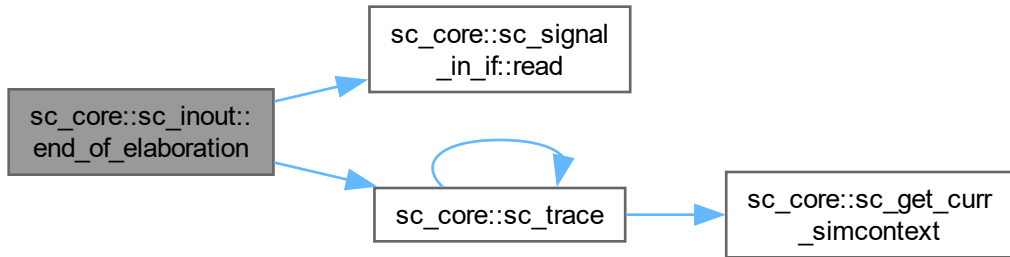 sc_core::sc_signal
_in_if::read
sc_core::sc_inout::
end_of_elaboration
sc_core::sc_trace
sc_core::sc_get_curr
_simcontext